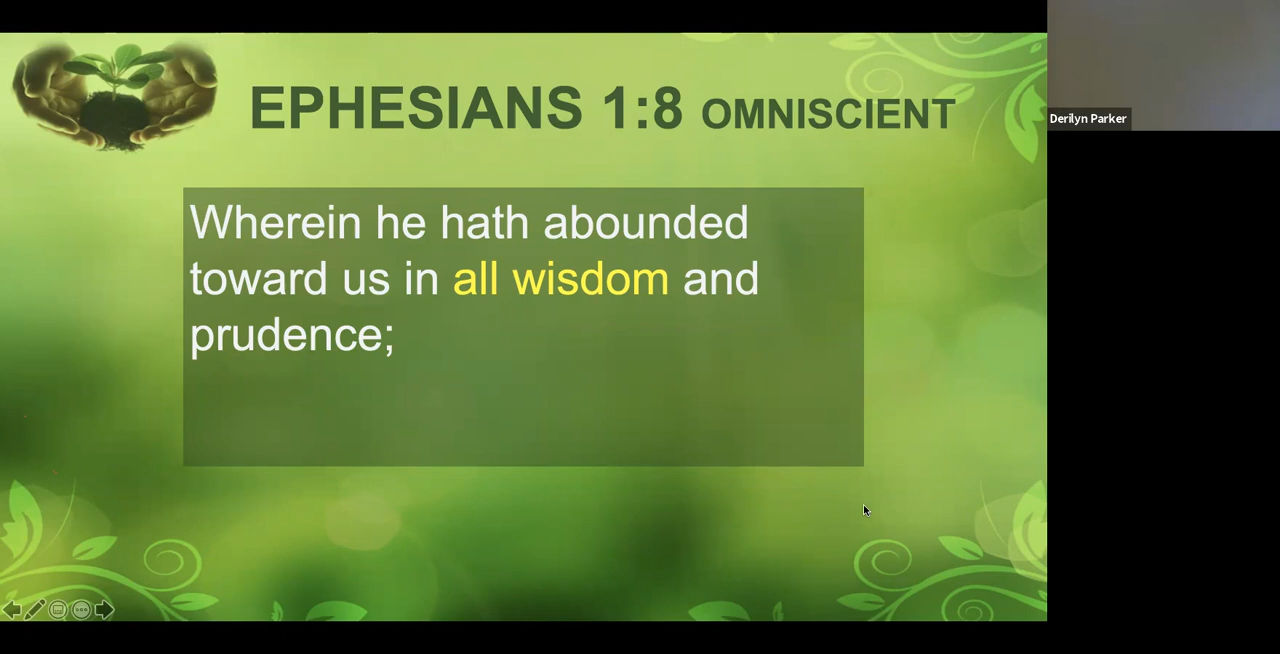 EPHESIANS 1:8 OMNISCIENT
Wherein he hath abounded
toward us in all wisdom and
prudence;
Derilyn Parker